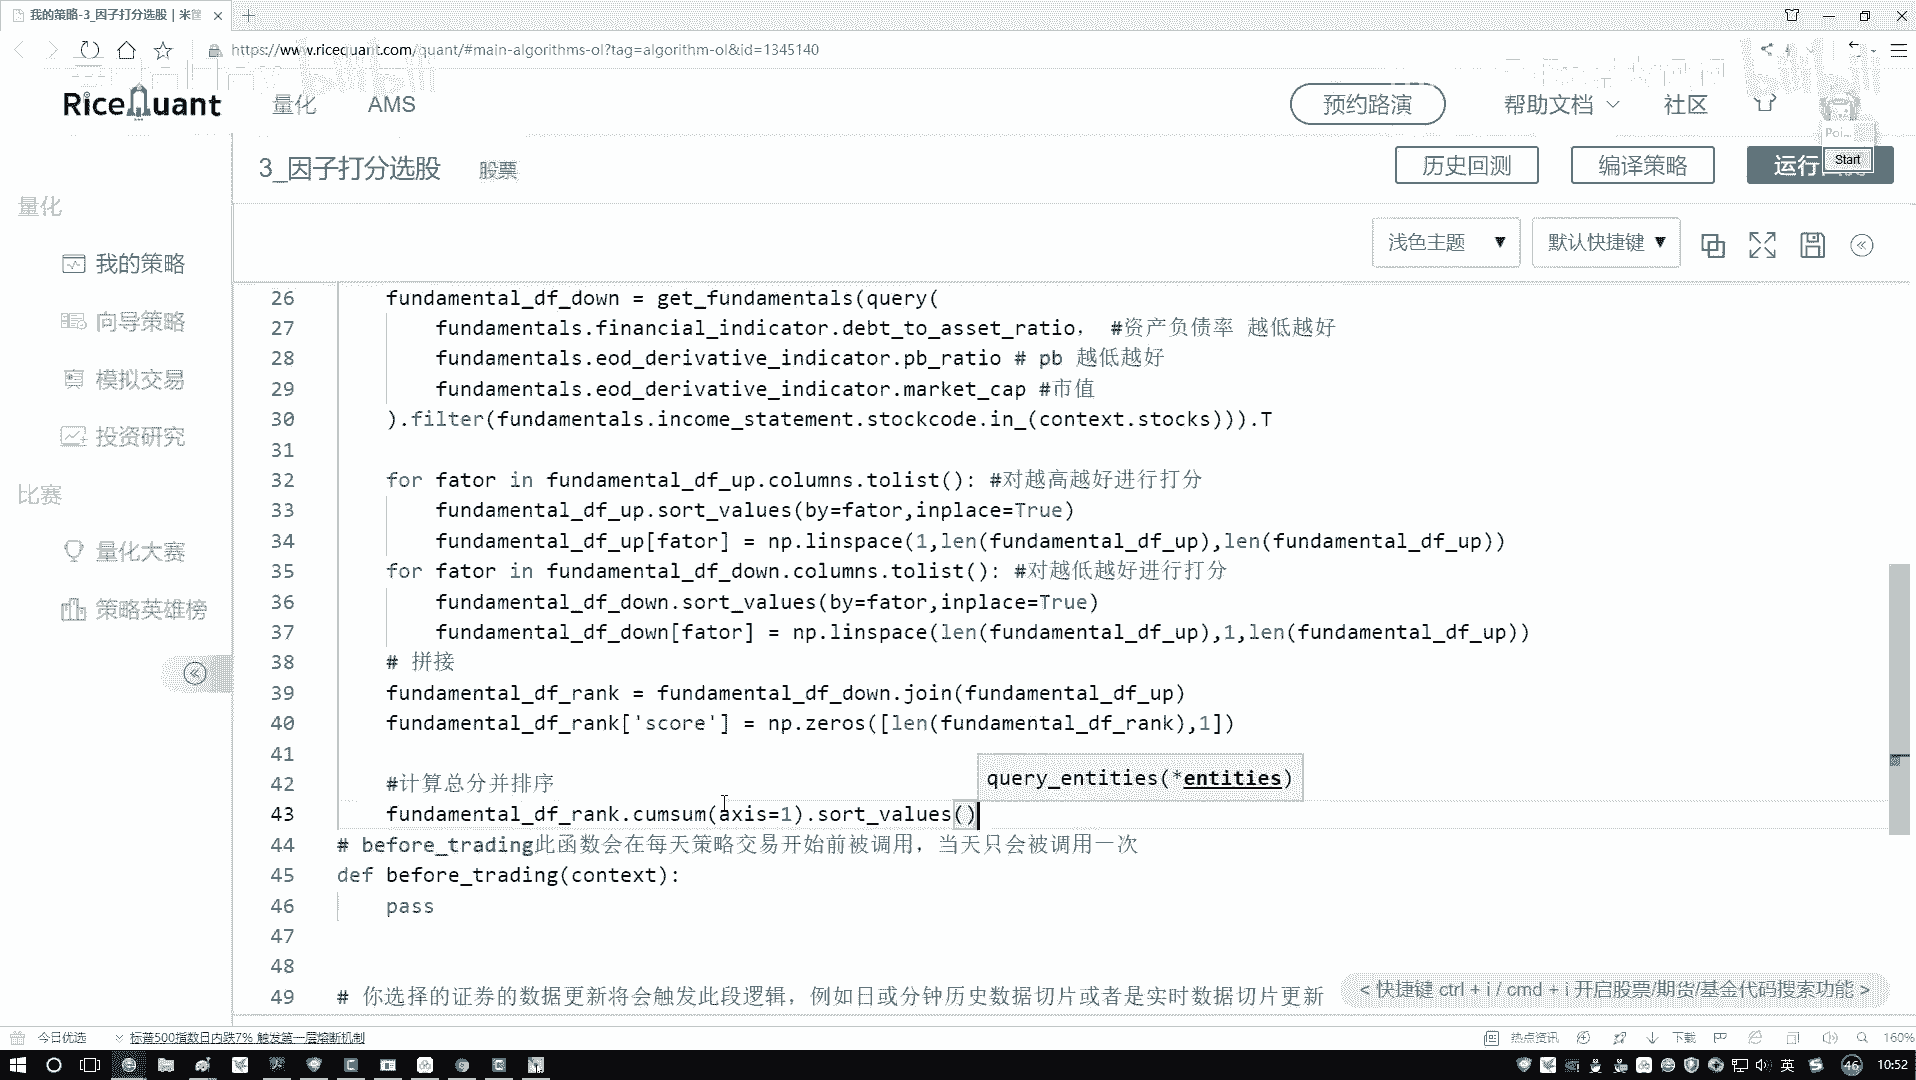 我的策略-3_因子打分选股 | 米筐
https://www.ricequant.com/quant/#main-algorithms-ol?tag=algorithm-ol&id=1345140
RiceQuant
量化
AMS
预约路演
帮助文档
社区
Poi...
Start
3_因子打分选股
股票
历史回测
编译策略
运行
量化
我的策略
向导策略
模拟交易
投资研究
比赛
量化大赛
策略英雄榜
浅色主题
默认快捷键
26 fundamental_df_down = get_fundamentals(query(
27 fundamentals.financial_indicator.debt_to_asset_ratio, #资产负债率 越低越好
28 fundamentals.eod_derivative_indicator.pb_ratio # pb 越低越好
29 fundamentals.eod_derivative_indicator.market_cap #市值
30 ).filter(fundamentals.income_statement.stockcode.in_(context.stocks))).T
31
32 for fator in fundamental_df_up.columns.tolist(): #对越高越好进行打分
33 fundamental_df_up.sort_values(by=fator,inplace=True)
34 fundamental_df_up[fator] = np.linspace(1,len(fundamental_df_up),len(fundamental_df_up))
35 for fator in fundamental_df_down.columns.tolist(): #对越低越好进行打分
36 fundamental_df_down.sort_values(by=fator,inplace=True)
37 fundamental_df_down[fator] = np.linspace(len(fundamental_df_up),1,len(fundamental_df_up))
38 # 拼接
39 fundamental_df_rank = fundamental_df_down.join(fundamental_df_up)
40 fundamental_df_rank['score'] = np.zeros([len(fundamental_df_rank),1])
41
query_entities(*entities)
42 #计算总分并排序
43 fundamental_df_rank.cumsum(axis=1).sort_values()
44 # before_trading此函数会在每天策略交易开始前被调用，当天只会被调用一次
45 def before_trading(context):
46 pass
47
48
49 # 你选择的证券的数据更新将会触发此段逻辑，例如日或分钟历史数据切片或者是实时数据切片更新
< 快捷键 ctrl + i / cmd + i 开启股票/期货/基金代码搜索功能 >
今日优选
标普500指数日内跌7% 触发第一层熔断机制
热点资讯
下载
160%
英
46
10:52